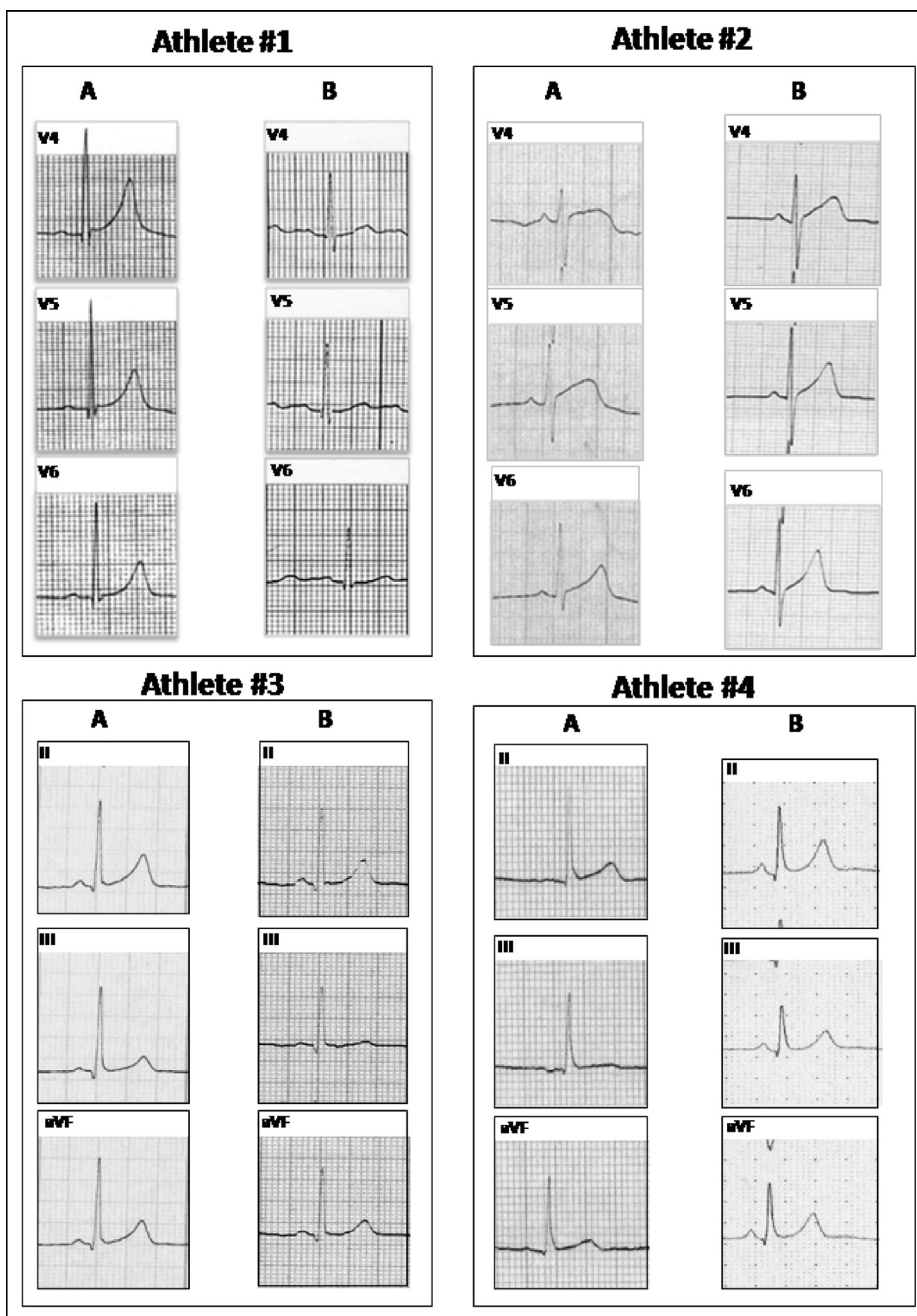 Athlete #1
A B
V4 V4
V5 V5
V6 V6
Athlete #2
A B
V4 V4
V5 V5
V6 V6
Athlete #3
A B
II II
III III
aVF aVF
Athlete #4
A B
II II
III III
aVF aVF